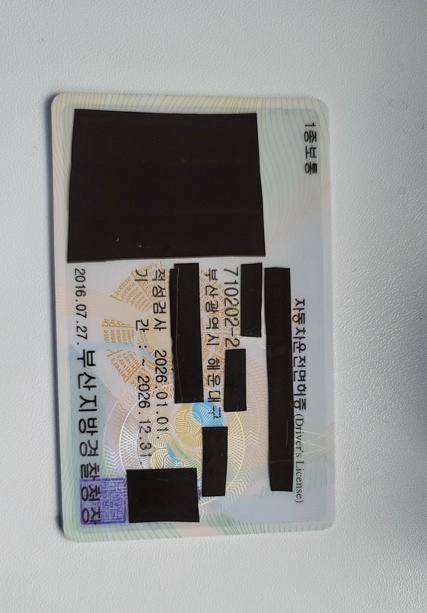 1종보통
자동차운전면허증 (Driver's License)
710202-2
부산광역시 해운대구
적성검사 2026.01.01.
기 간 : ~ 2026.12.31.
2016.07.27. 부산지방경찰청장